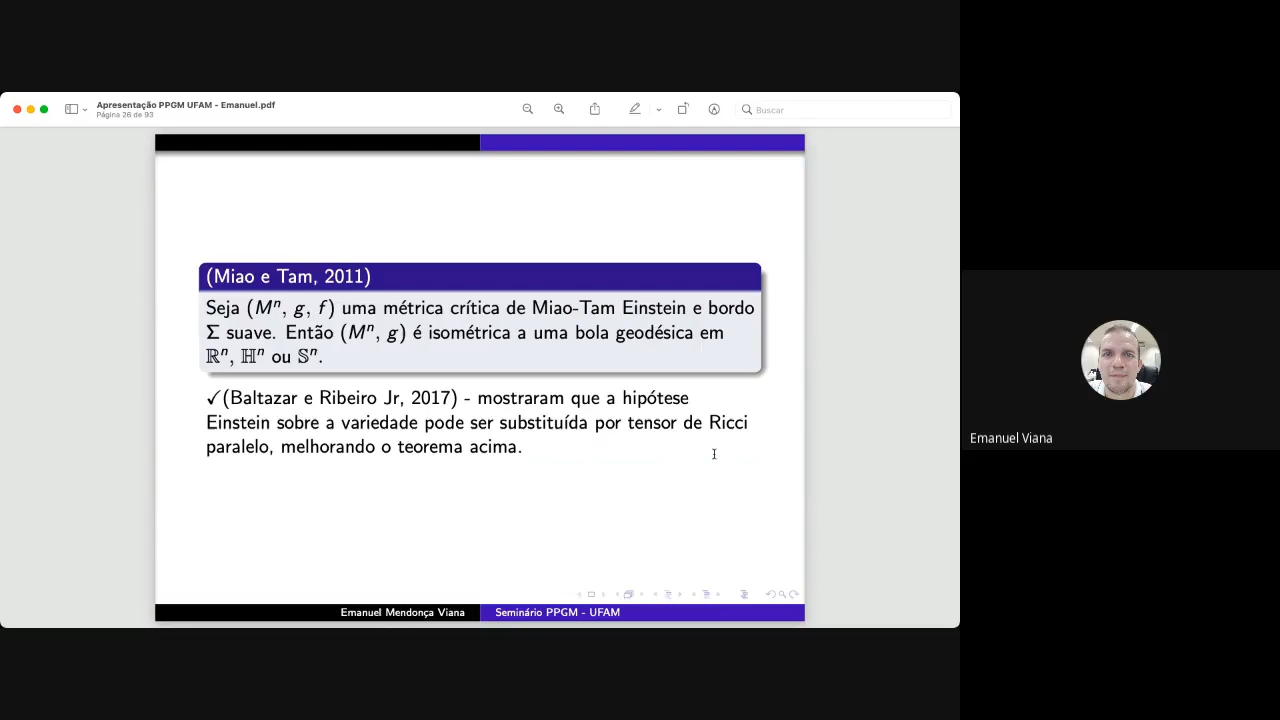 Apresentação PPGM UFAM - Emanuel.pdf
Página 26 de 93
Buscar
(Miao e Tam, 2011)
Seja (Mⁿ, g, f) uma métrica crítica de Miao-Tam Einstein e bordo
Σ suave. Então (Mⁿ, g) é isométrica a uma bola geodésica em
ℝⁿ, ℍⁿ ou 𝕊ⁿ.
✓(Baltazar e Ribeiro Jr, 2017) - mostraram que a hipótese
Einstein sobre a variedade pode ser substituída por tensor de Ricci
paralelo, melhorando o teorema acima.
Emanuel Mendonça Viana
Seminário PPGM - UFAM
Emanuel Viana